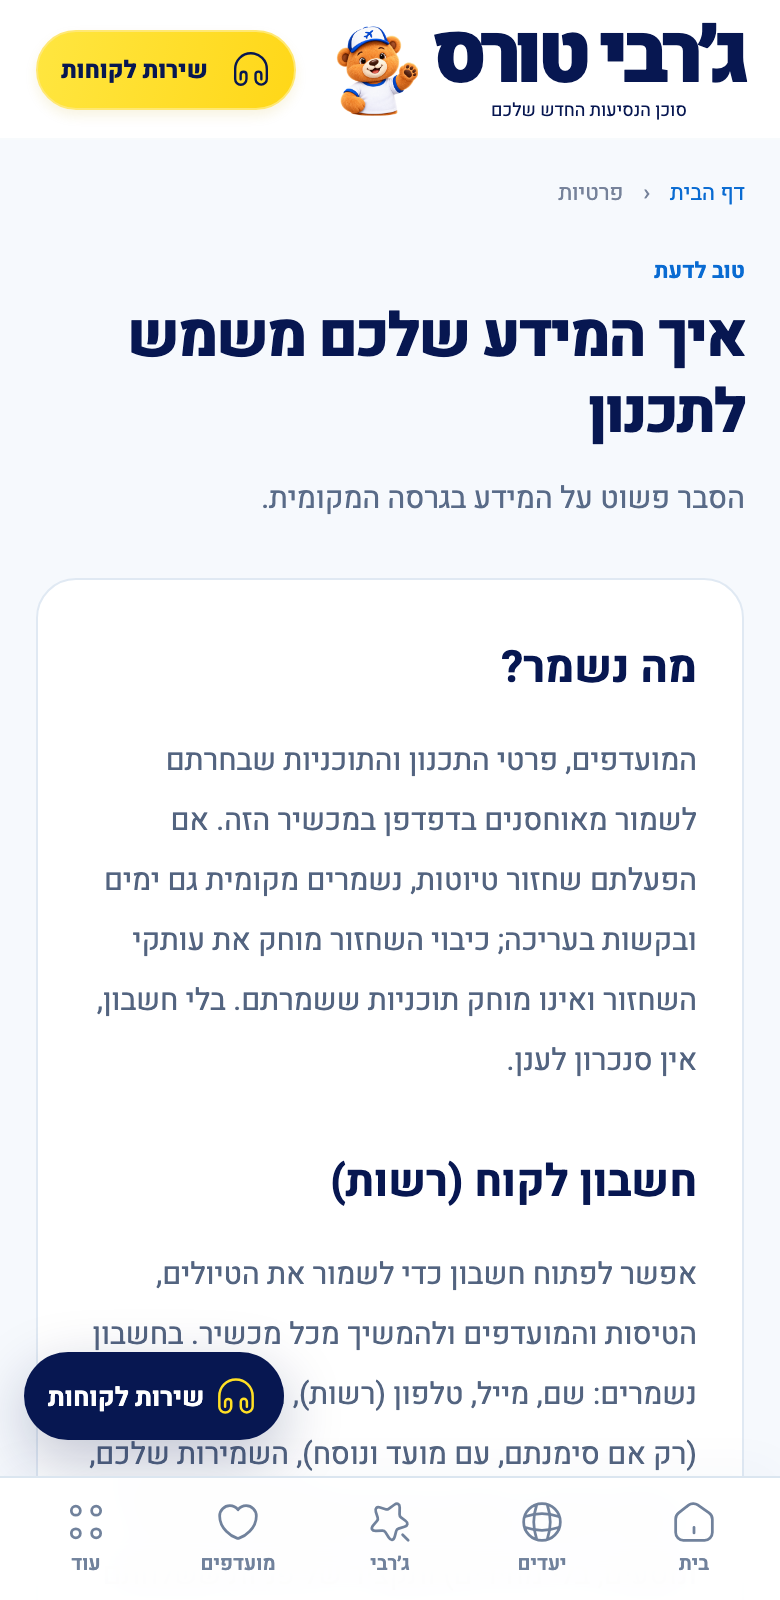 ג׳רבי טורס
סוכן הנסיעות החדש שלכם
שירות לקוחות
דף הבית › פרטיות
טוב לדעת
איך המידע שלכם משמש
לתכנון
הסבר פשוט על המידע בגרסה המקומית.
מה נשמר?
המועדפים, פרטי התכנון והתוכניות שבחרתם
לשמור מאוחסנים בדפדפן במכשיר הזה. אם
הפעלתם שחזור טיוטות, נשמרים מקומית גם ימים
ובקשות בעריכה; כיבוי השחזור מוחק את עותקי
השחזור ואינו מוחק תוכניות ששמרתם. בלי חשבון,
אין סנכרון לענן.
חשבון לקוח (רשות)
אפשר לפתוח חשבון כדי לשמור את הטיולים,
הטיסות והמועדפים ולהמשיך מכל מכשיר. בחשבון
נשמרים: שם, מייל, טלפון (רשות),
(רק אם סימנתם, עם מועד ונוסח), השמירות שלכם,
שירות לקוחות
בית
יעדים
ג׳רבי
מועדפים
עוד